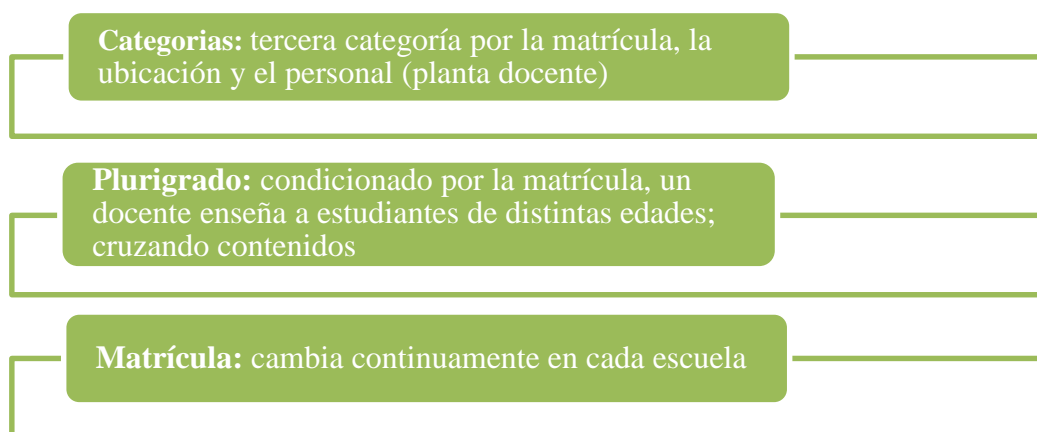 Categorias: tercera categoría por la matrícula, la
ubicación y el personal (planta docente)
Plurigrado: condicionado por la matrícula, un
docente enseña a estudiantes de distintas edades;
cruzando contenidos
Matrícula: cambia continuamente en cada escuela